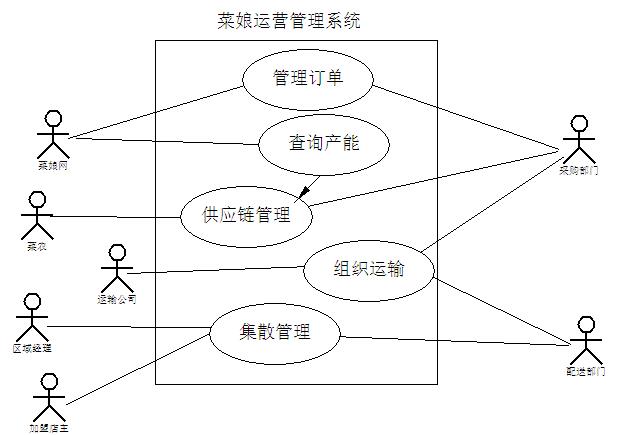 菜娘运营管理系统
管理订单
查询产能
菜娘网
采购部门
供应链管理
菜农
组织运输
运输公司
集散管理
区域经理
配送部门
加盟店主